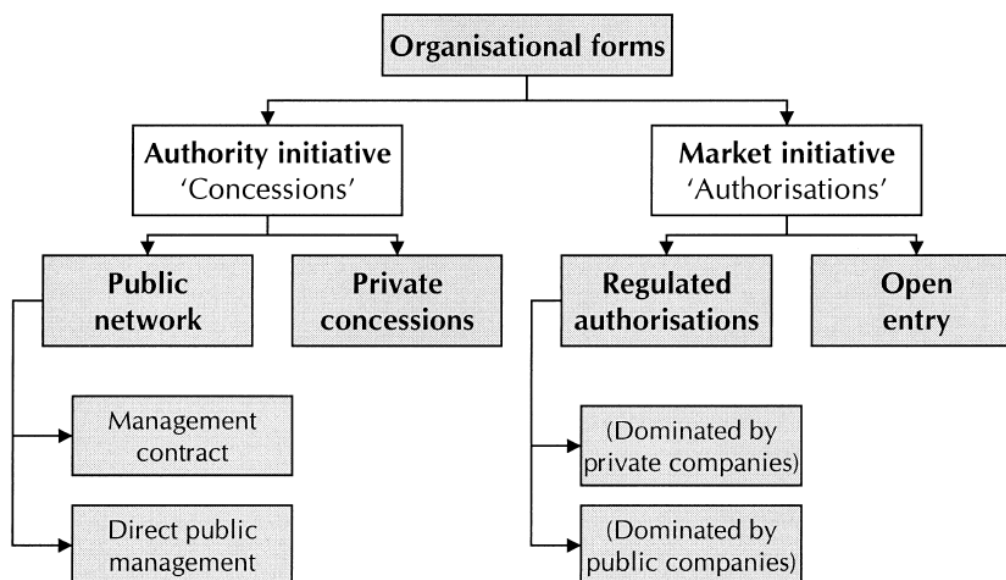 Organisational forms
Authority initiative
‘Concessions’
Market initiative
‘Authorisations’
Public
network
Private
concessions
Regulated
authorisations
Open
entry
Management
contract
Direct public
management
(Dominated by
private companies)
(Dominated by
public companies)